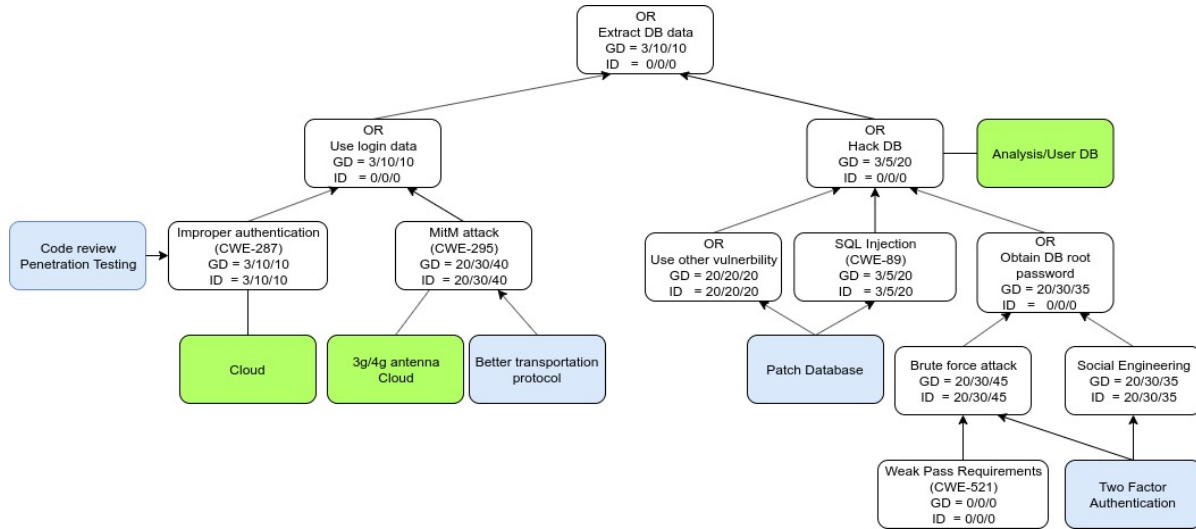 OR
Extract DB data
GD = 3/10/10
ID = 0/0/0
OR
Use login data
GD = 3/10/10
ID = 0/0/0
OR
Hack DB
GD = 3/5/20
ID = 0/0/0
Analysis/User DB
Code review
Penetration Testing
Improper authentication
(CWE-287)
GD = 3/10/10
ID = 3/10/10
MitM attack
(CWE-295)
GD = 20/30/40
ID = 20/30/40
OR
Use other vulnerbility
GD = 20/20/20
ID = 20/20/20
SQL Injection
(CWE-89)
GD = 3/5/20
ID = 3/5/20
OR
Obtain DB root
password
GD = 20/30/35
ID = 0/0/0
Cloud
3g/4g antenna
Cloud
Better transportation
protocol
Patch Database
Brute force attack
GD = 20/30/45
ID = 20/30/45
Social Engineering
GD = 20/30/35
ID = 20/30/35
Weak Pass Requirements
(CWE-521)
GD = 0/0/0
ID = 0/0/0
Two Factor
Authentication